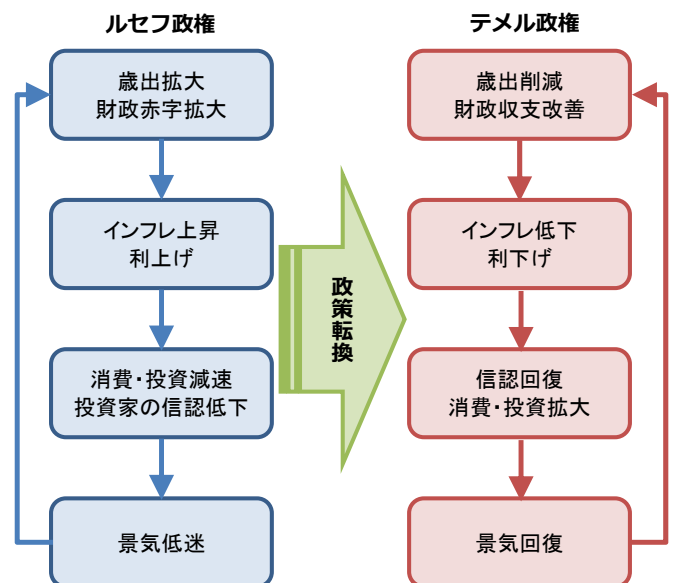 ルセフ政権
歳出拡大
財政赤字拡大
インフレ上昇
利上げ
消費・投資減速
投資家の信認低下
景気低迷
政策転換
テメル政権
歳出削減
財政収支改善
インフレ低下
利下げ
信認回復
消費・投資拡大
景気回復